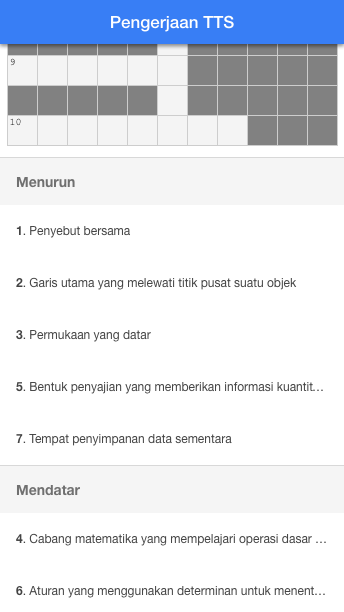 Pengerjaan TTS
9
10
Menurun
1. Penyebut bersama
2. Garis utama yang melewati titik pusat suatu objek
3. Permukaan yang datar
5. Bentuk penyajian yang memberikan informasi kuantit...
7. Tempat penyimpanan data sementara
Mendatar
4. Cabang matematika yang mempelajari operasi dasar ...
6. Aturan yang menggunakan determinan untuk menent...